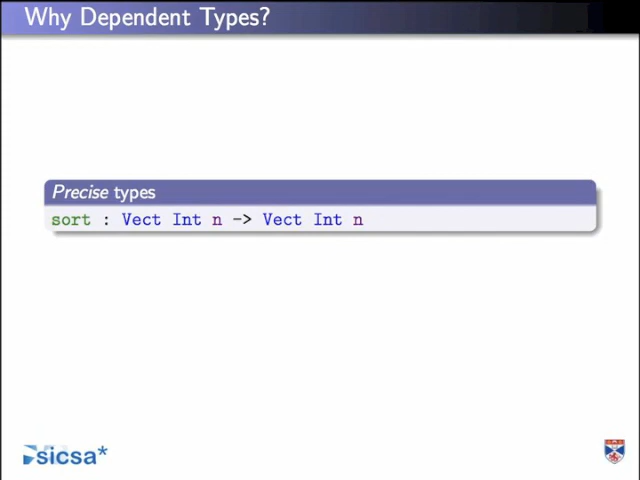 Why Dependent Types?
Precise types
sort : Vect Int n -> Vect Int n
sicsa*